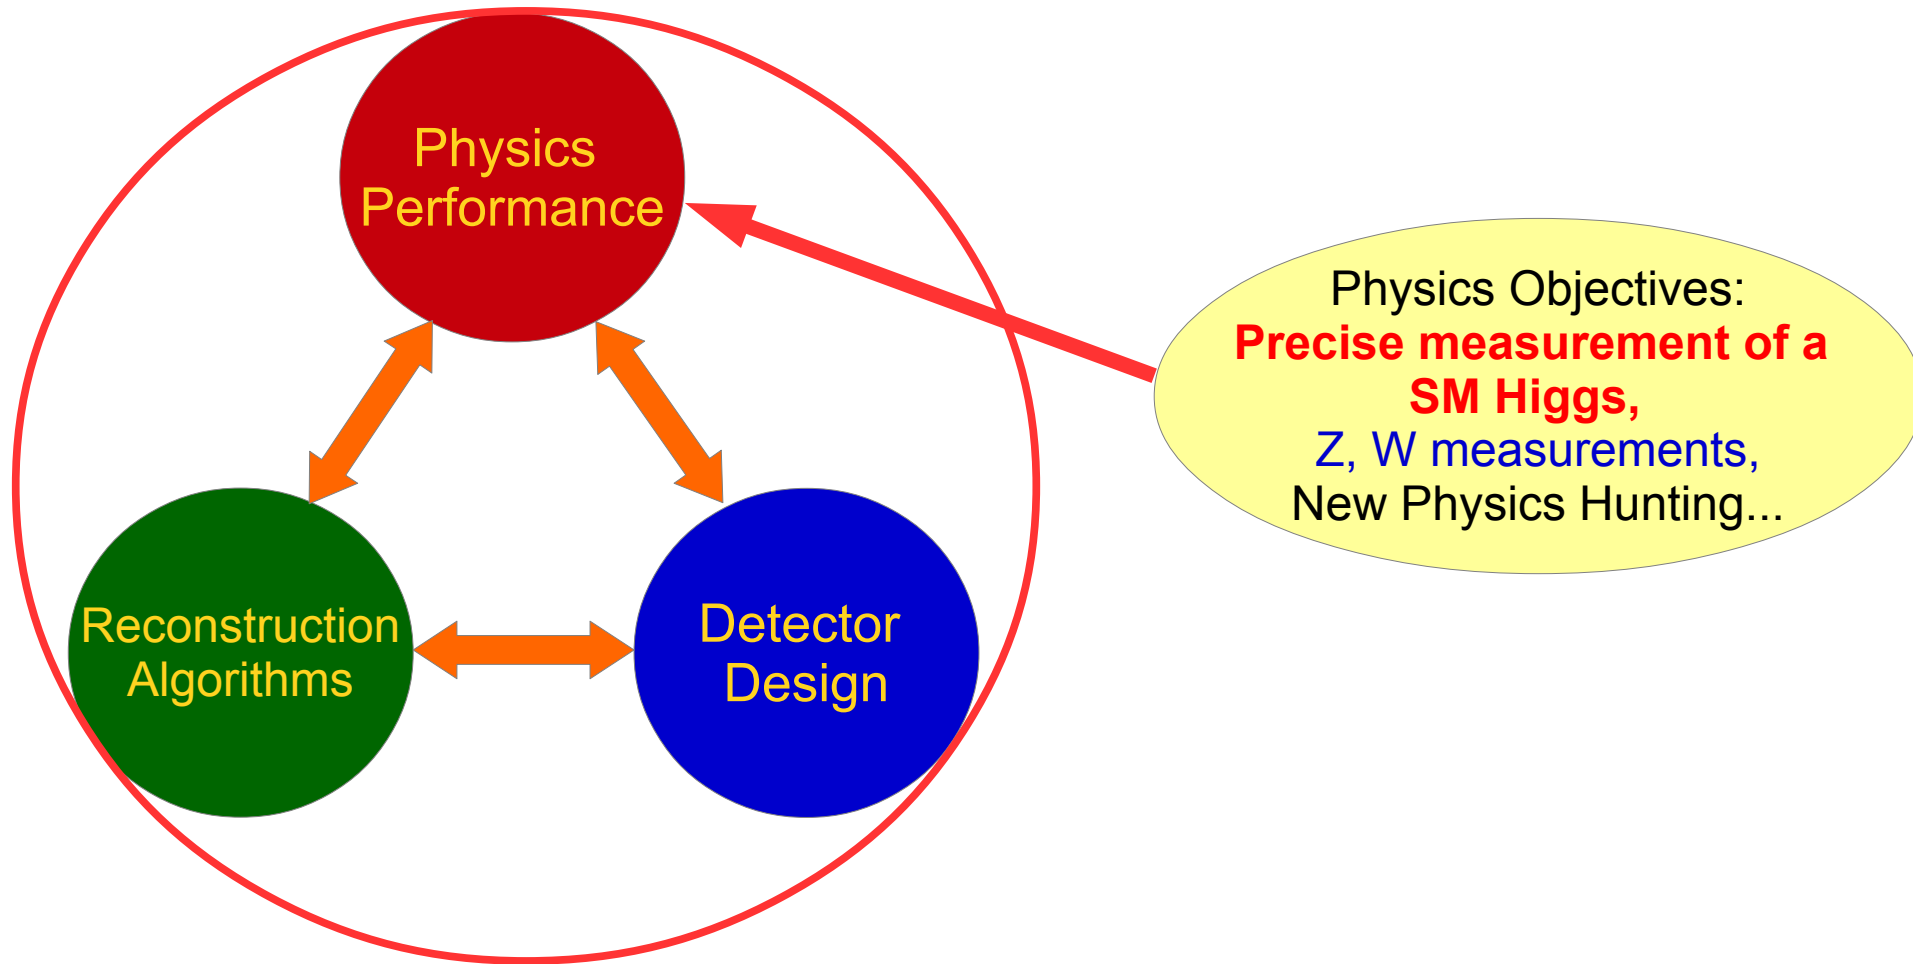 Physics
Performance
Physics Objectives:
Precise measurement of a
SM Higgs,
Z, W measurements,
New Physics Hunting...
Reconstruction
Algorithms
Detector
Design